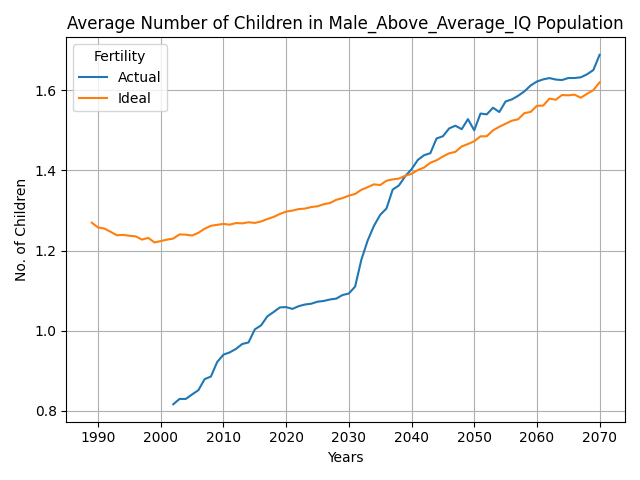 Average Number of Children in Male_Above_Average_IQ Population
Fertility
Actual
Ideal
No. of Children
1.6
1.4
1.2
1.0
0.8
1990 2000 2010 2020 2030 2040 2050 2060 2070
Years